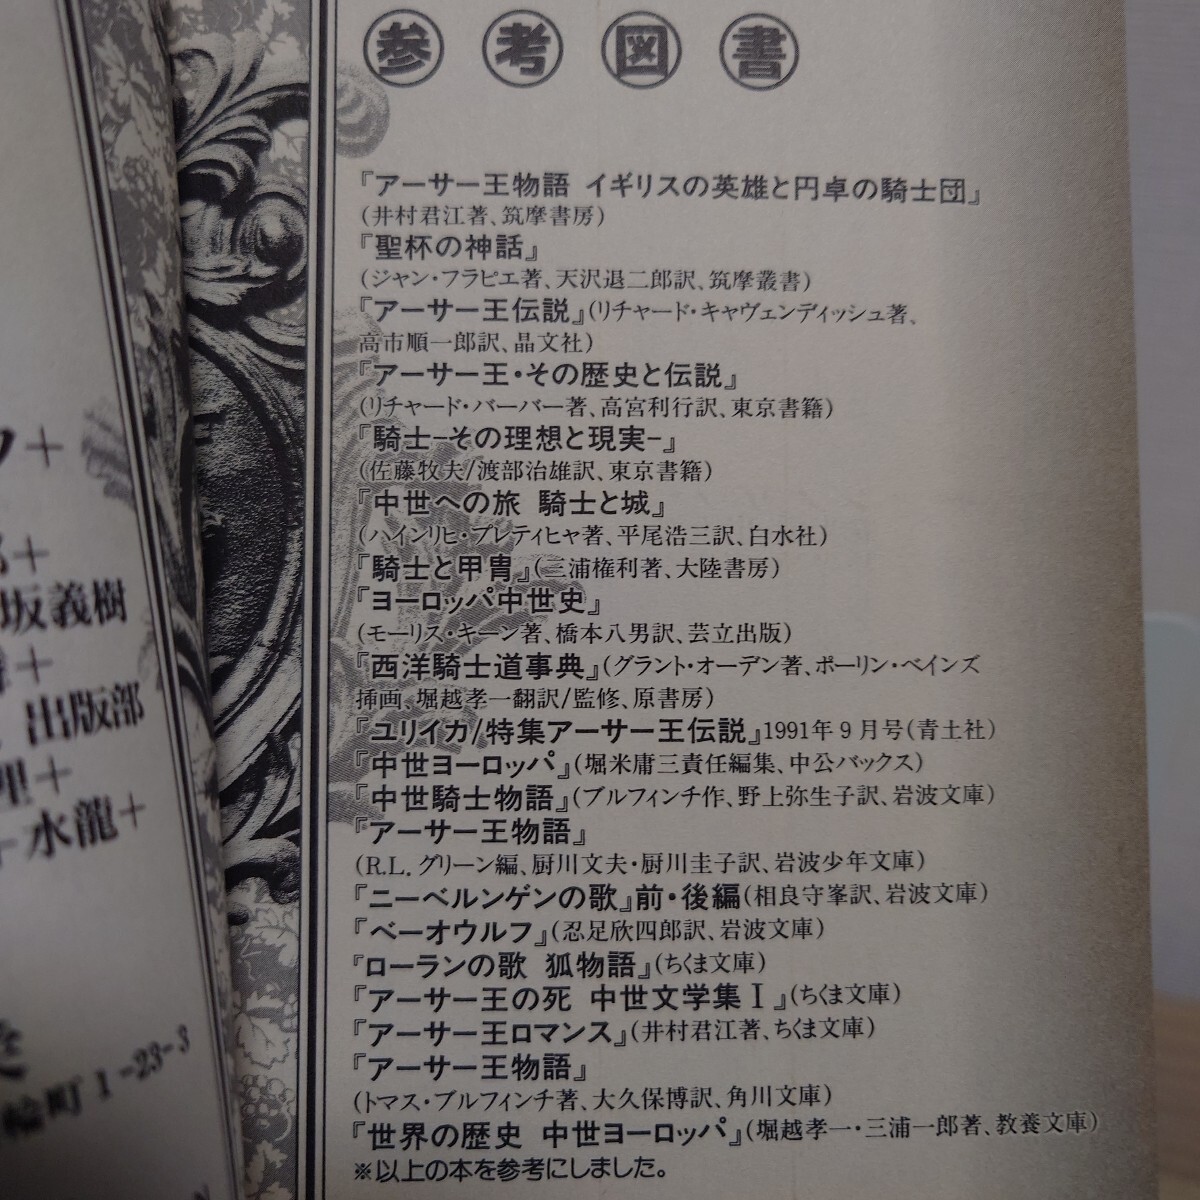 参考図書
『アーサー王物語 イギリスの英雄と円卓の騎士団』
(井村君江著、筑摩書房)
『聖杯の神話』
(ジャン・フラピエ著、天沢退二郎訳、筑摩叢書)
『アーサー王伝説』(リチャード・キャヴェンディッシュ著、
高市順一郎訳、晶文社)
『アーサー王・その歴史と伝説』
(リチャード・バーバー著、高宮利行訳、東京書籍)
『騎士-その理想と現実-』
(佐藤牧夫/渡部治雄訳、東京書籍)
『中世への旅 騎士と城』
(ハインリヒ・プレティヒャ著、平尾浩三訳、白水社)
『騎士と甲冑』(三浦権利著、大陸書房)
『ヨーロッパ中世史』
(モーリス・キーン著、橋本八男訳、芸立出版)
『西洋騎士道事典』(グラント・オーデン著、ポーリン・ベインズ
挿画、堀越孝一翻訳/監修、原書房)
『ユリイカ/特集アーサー王伝説』1991年9月号(青土社)
『中世ヨーロッパ』(堀米庸三責任編集、中公バックス)
『中世騎士物語』(ブルフィンチ作、野上弥生子訳、岩波文庫)
『アーサー王物語』
(R.L.グリーン編、厨川文夫・厨川圭子訳、岩波少年文庫)
『ニーベルンゲンの歌』前・後編(相良守峯訳、岩波文庫)
『ベーオウルフ』(忍足欣四郎訳、岩波文庫)
『ローランの歌 狐物語』(ちくま文庫)
『アーサー王の死 中世文学集Ⅰ』(ちくま文庫)
『アーサー王ロマンス』(井村君江著、ちくま文庫)
『アーサー王物語』
(トマス・ブルフィンチ著、大久保博訳、角川文庫)
『世界の歴史 中世ヨーロッパ』(堀越孝一・三浦一郎著、教養文庫)
※以上の本を参考にしました。
+
+
坂義樹
+
出版部
理+
水龍+
輪町1-23-3